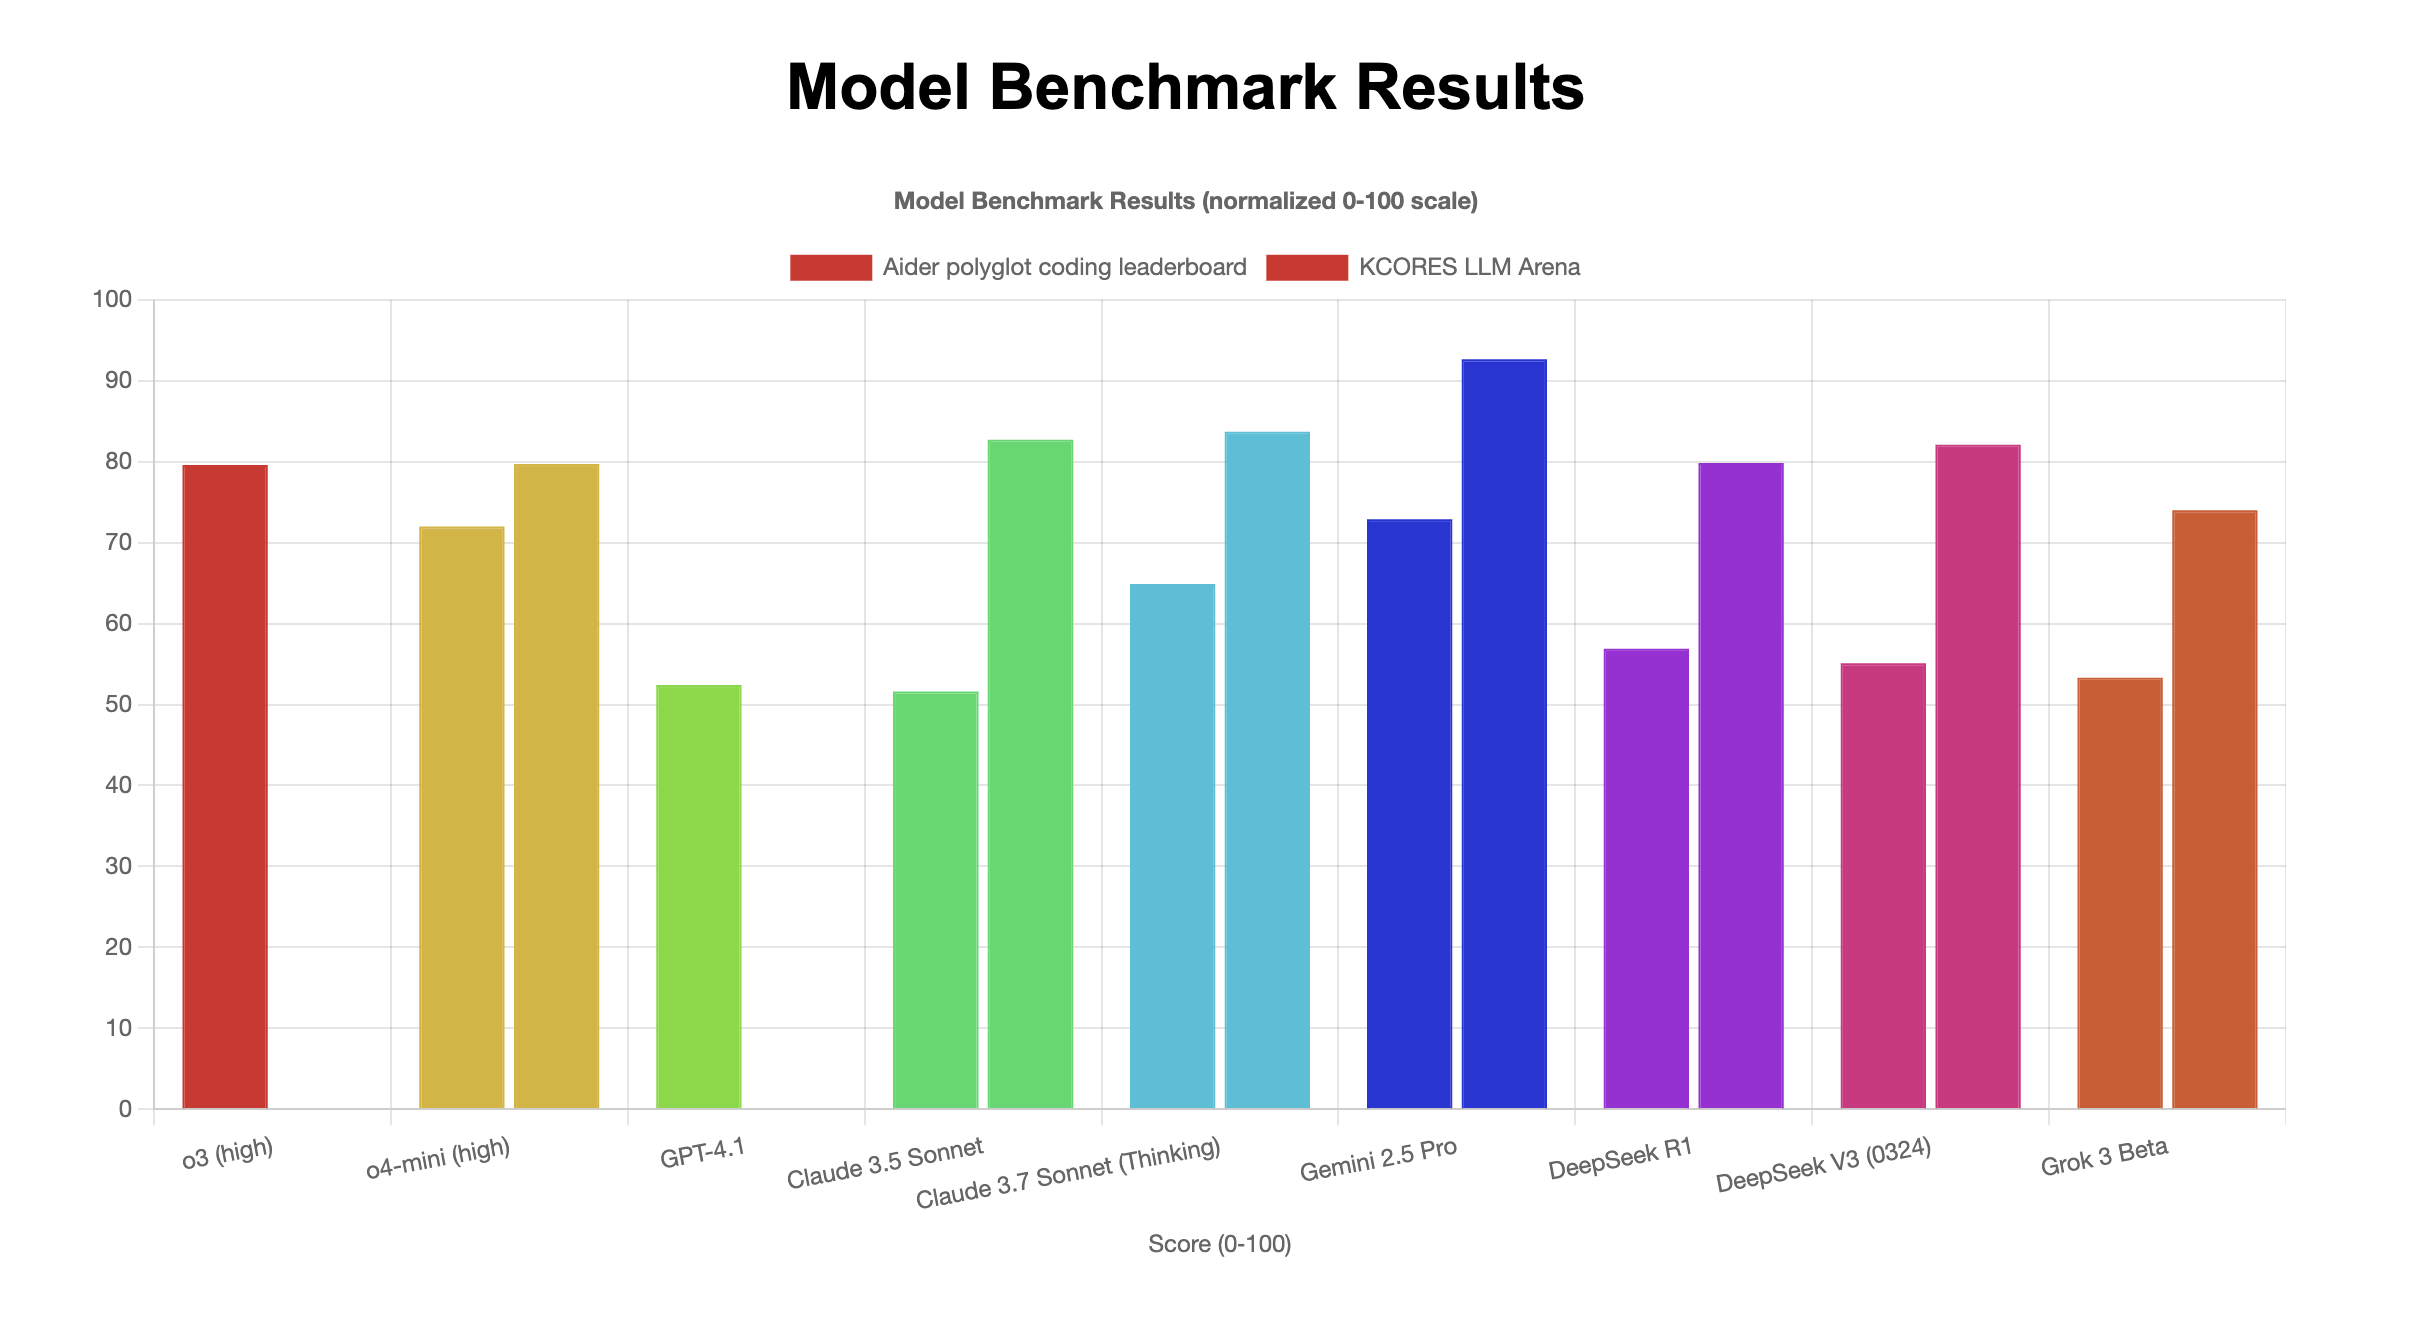 Model Benchmark Results
Model Benchmark Results (normalized 0-100 scale)
Aider polyglot coding leaderboard KCORES LLM Arena
100
90
80
70
60
50
40
30
20
10
0
o3 (high)
o4-mini (high)
GPT-4.1
Claude 3.5 Sonnet
Claude 3.7 Sonnet (Thinking)
Gemini 2.5 Pro
DeepSeek R1
DeepSeek V3 (0324)
Grok 3 Beta
Score (0-100)